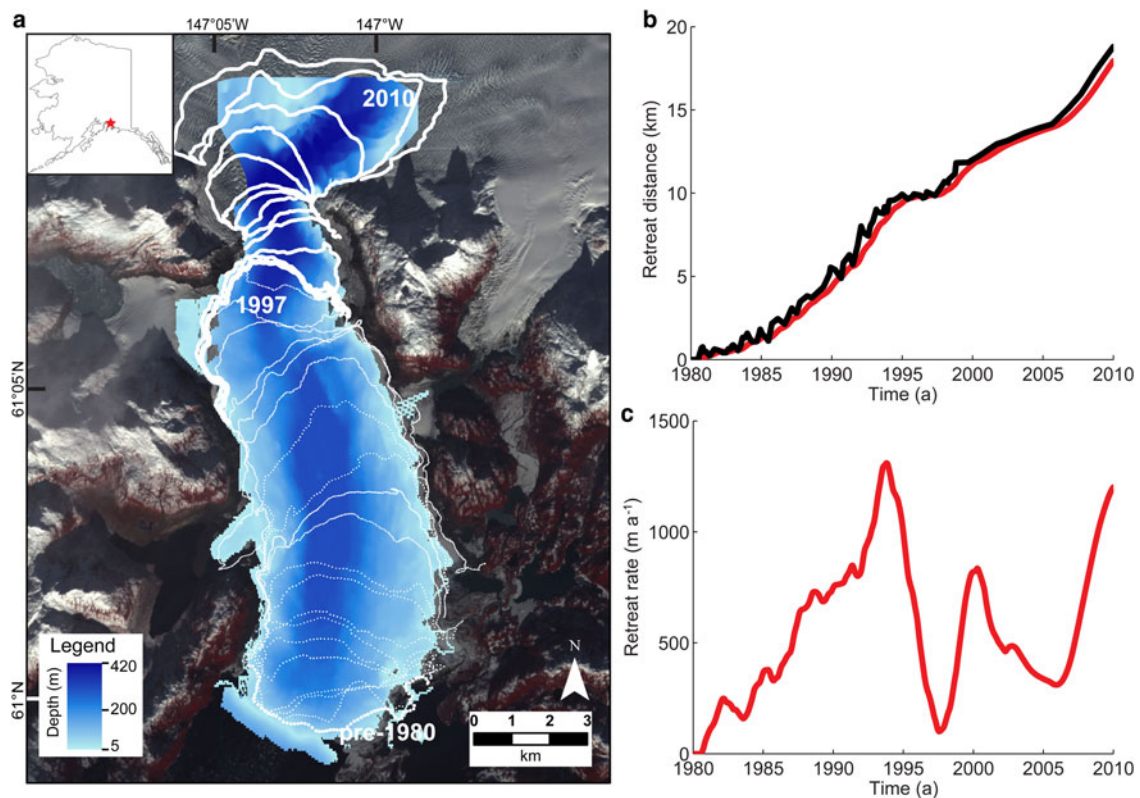 a
147°05'W
147°W
2010
1997
61°05'N
61°N
pre-1980
Legend
Depth (m)
420
200
5
N
0 1 2 3
km
b
20
15
10
5
0
Retreat distance (km)
1980 1985 1990 1995 2000 2005 2010
Time (a)
c
1500
1000
500
0
Retreat rate (m a⁻¹)
1980 1985 1990 1995 2000 2005 2010
Time (a)